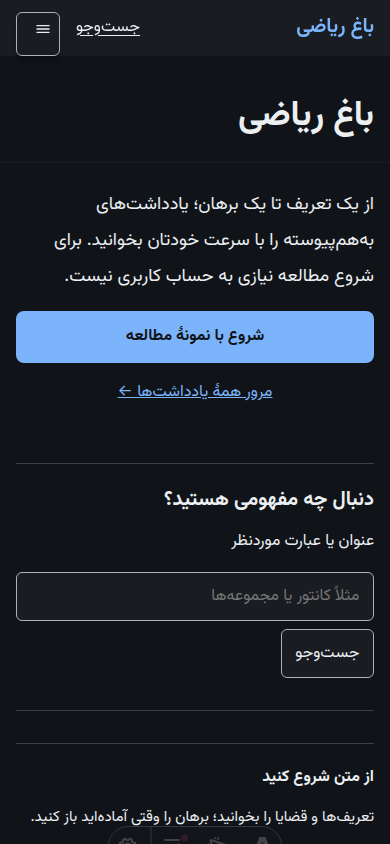 باغ ریاضی
جست‌وجو
باغ ریاضی
از یک تعریف تا یک برهان؛ یادداشت‌های
به‌هم‌پیوسته را با سرعت خودتان بخوانید. برای
شروع مطالعه نیازی به حساب کاربری نیست.
شروع با نمونهٔ مطالعه
مرور همهٔ یادداشت‌ها ←
دنبال چه مفهومی هستید؟
عنوان یا عبارت موردنظر
مثلاً کانتور یا مجموعه‌ها
جست‌وجو
از متن شروع کنید
تعریف‌ها و قضایا را بخوانید؛ برهان را وقتی آماده‌اید باز کنید.